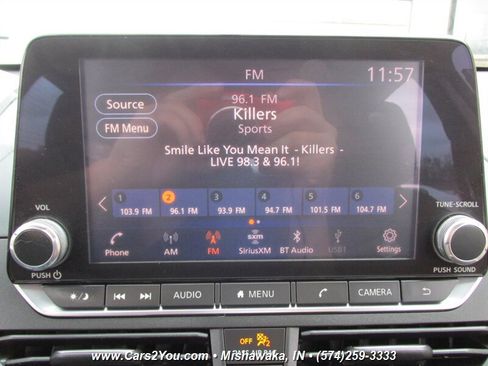 FM
11:57
Source
FM Menu
96.1 FM
Killers
Sports
Smile Like You Mean It - Killers -
LIVE 98.3 & 96.1!
1 2 3 4 5 6
103.9 FM 96.1 FM 93.9 FM 94.7 FM 101.5 FM 104.7 FM
Phone AM FM SiriusXM BT Audio USB1 Settings
sxm
VOL
PUSH
TUNE-SCROLL
PUSH SOUND
AUDIO MENU CAMERA
OFF 2
www.Cars2You.com - Mishawaka, IN - (574)259-3333